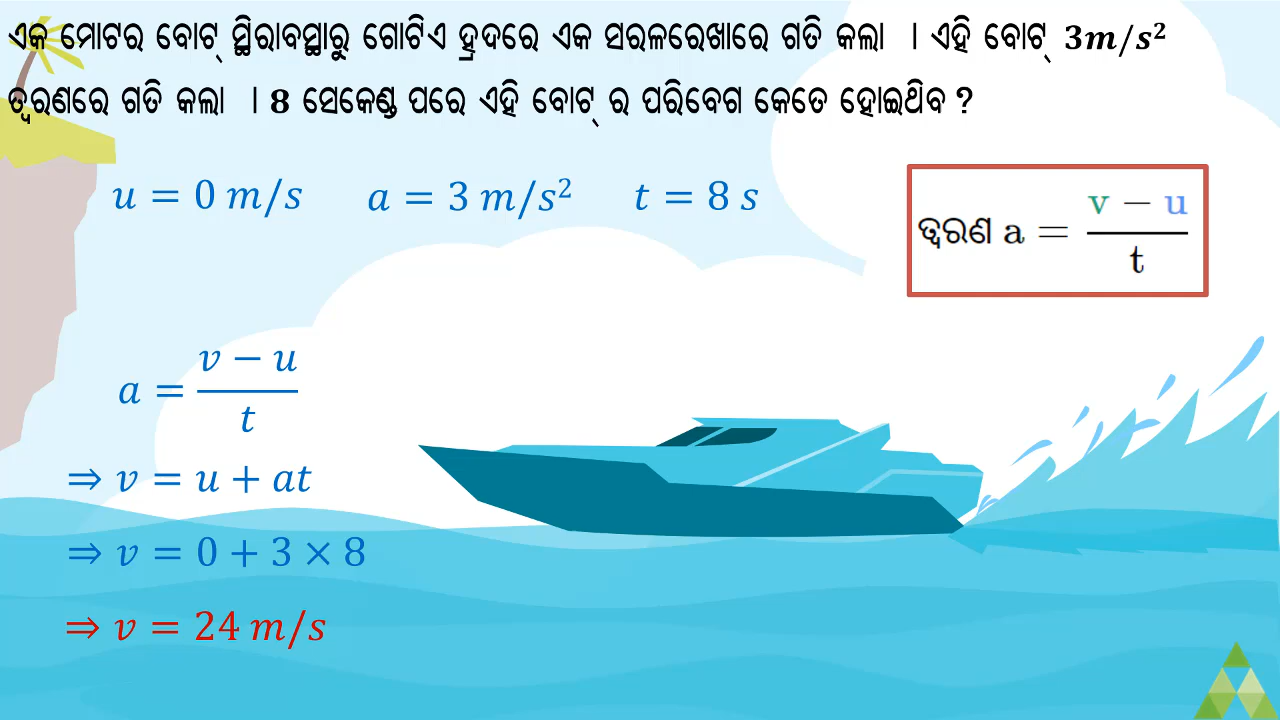 ଏକ ମୋଟର ବୋଟ୍ ସ୍ଥିରାବସ୍ଥାରୁ ଗୋଟିଏ ହ୍ରଦରେ ଏକ ସରଳରେଖାରେ ଗତି କଲା । ଏହି ବୋଟ୍ 3m/s²
ତ୍ୱରଣରେ ଗତି କଲା । 8 ସେକେଣ୍ଡ ପରେ ଏହି ବୋଟ୍ ର ପରିବେଗ କେତେ ହୋଇଥିବ ?
u = 0 m/s a = 3 m/s² t = 8 s
ତ୍ୱରଣ a = (v − u)/t
a = (v − u)/t
⇒ v = u + at
⇒ v = 0 + 3 × 8
⇒ v = 24 m/s